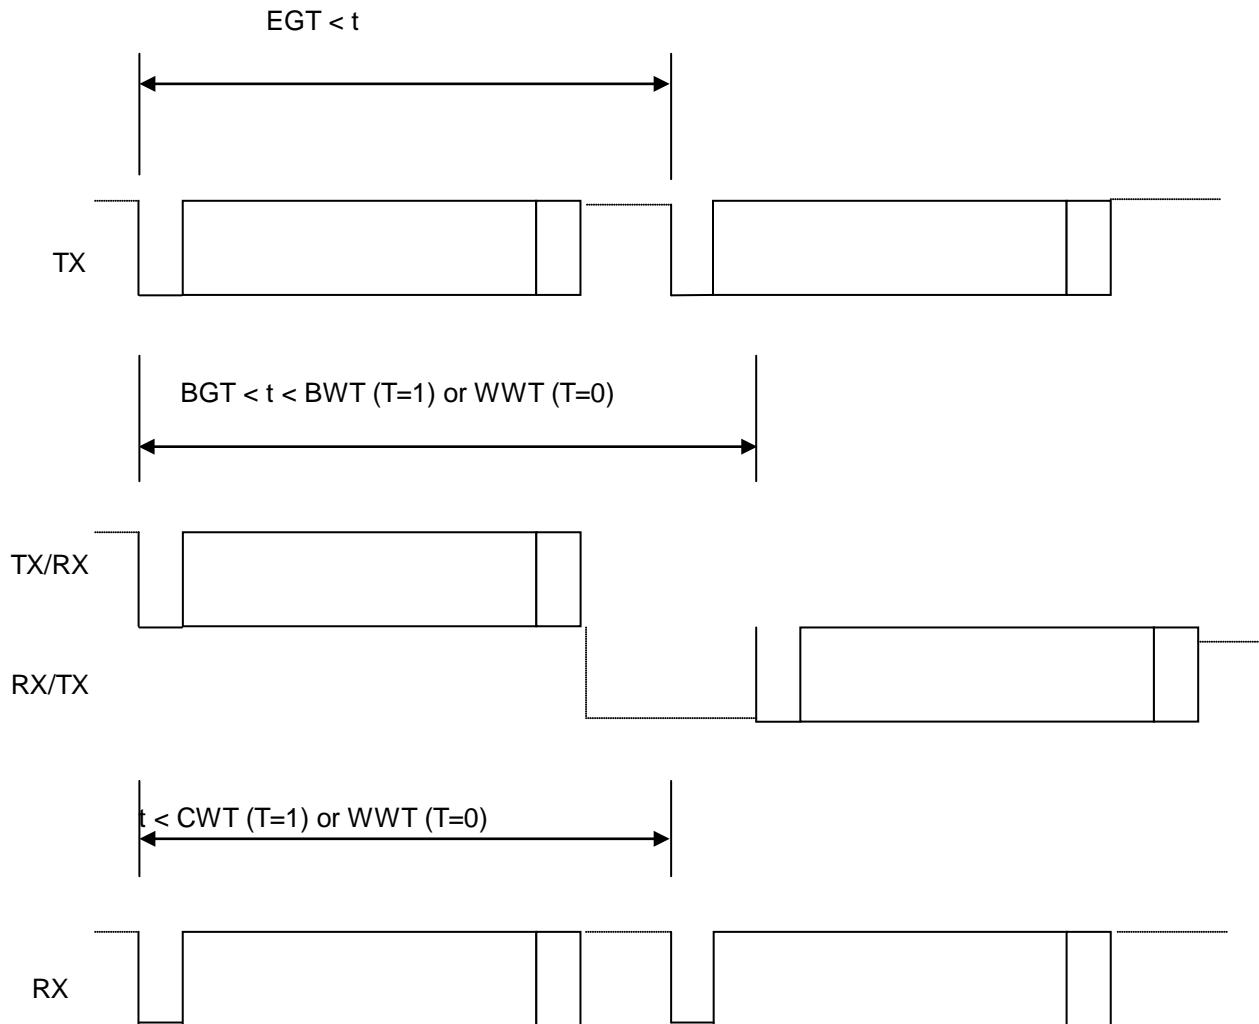 EGT < t
TX
BGT < t < BWT (T=1) or WWT (T=0)
TX/RX
RX/TX
t < CWT (T=1) or WWT (T=0)
RX